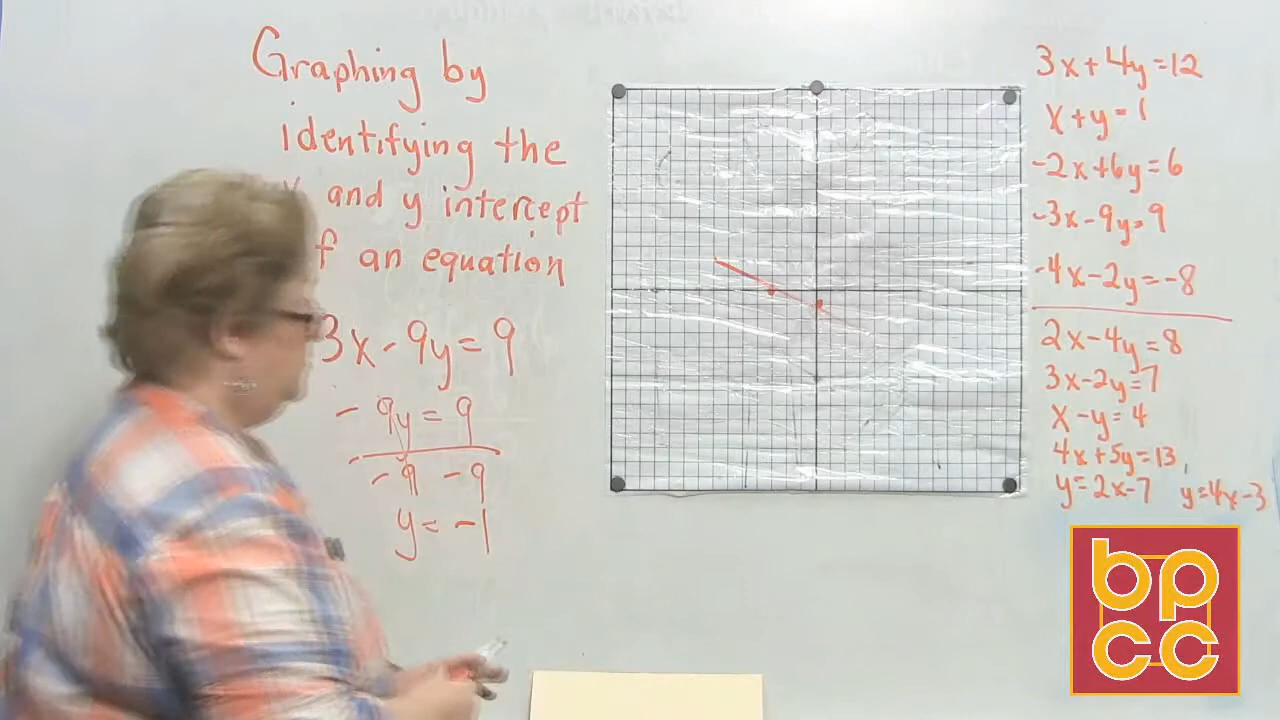 Graphing by
identifying the
and y intercept
f an equation
3x - 9y = 9
- 9y = 9
- 9 - 9
y = - 1
3x + 4y = 12
x + y = 1
-2x + 6y = 6
-3x - 9y = 9
-4x - 2y = -8
2x - 4y = 8
3x - 2y = 7
x - y = 4
4x + 5y = 13
y = 2x - 7 y = 4x - 3
bp
cc